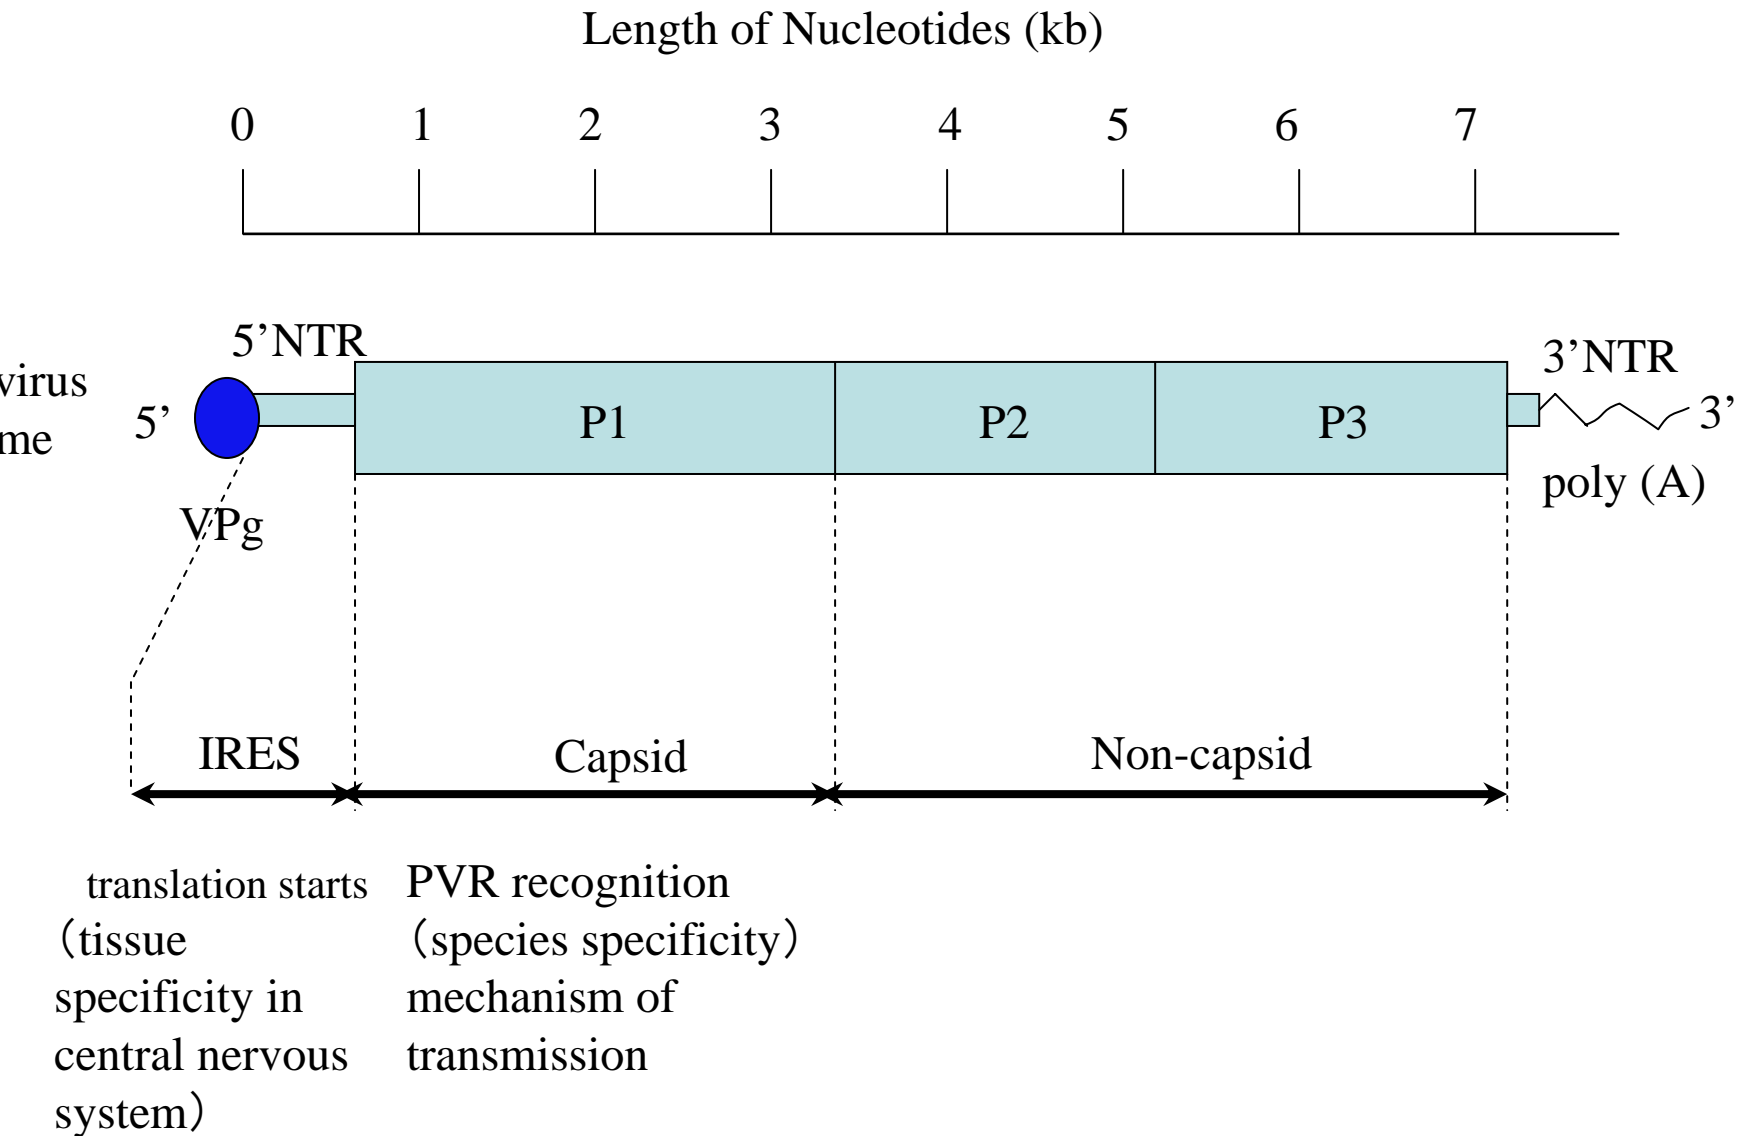 Length of Nucleotides (kb)
0 1 2 3 4 5 6 7
5’NTR
3’NTR
virus
5’
P1
P2
P3
3’
poly (A)
VPg
IRES
Capsid
Non-capsid
translation starts
（tissue
specificity in
central nervous
system）
PVR recognition
（species specificity）
mechanism of
transmission